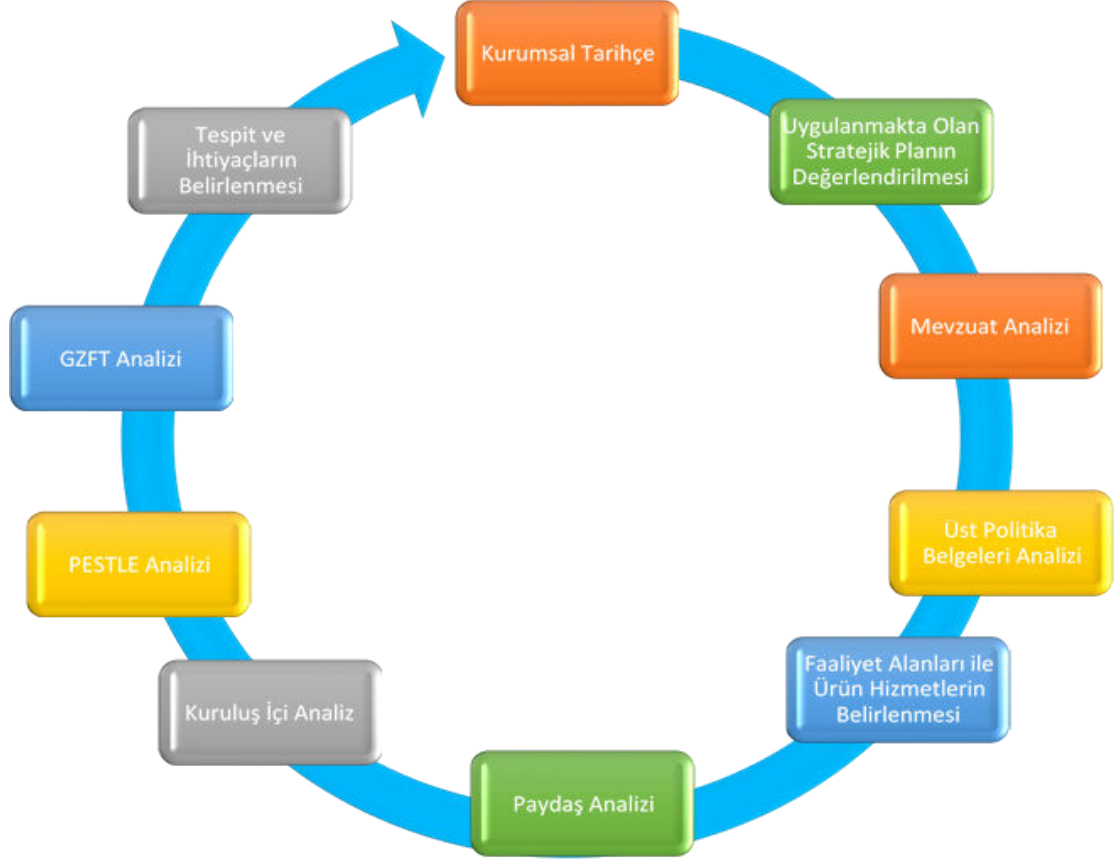 Kurumsal Tarihçe
Uygulanmakta Olan
Stratejik Planın
Değerlendirilmesi
Mevzuat Analizi
Üst Politika
Belgeleri Analizi
Faaliyet Alanları ile
Ürün Hizmetlerin
Belirlenmesi
Paydaş Analizi
Kuruluş İçi Analiz
PESTLE Analizi
GZFT Analizi
Tespit ve
İhtiyaçların
Belirlenmesi